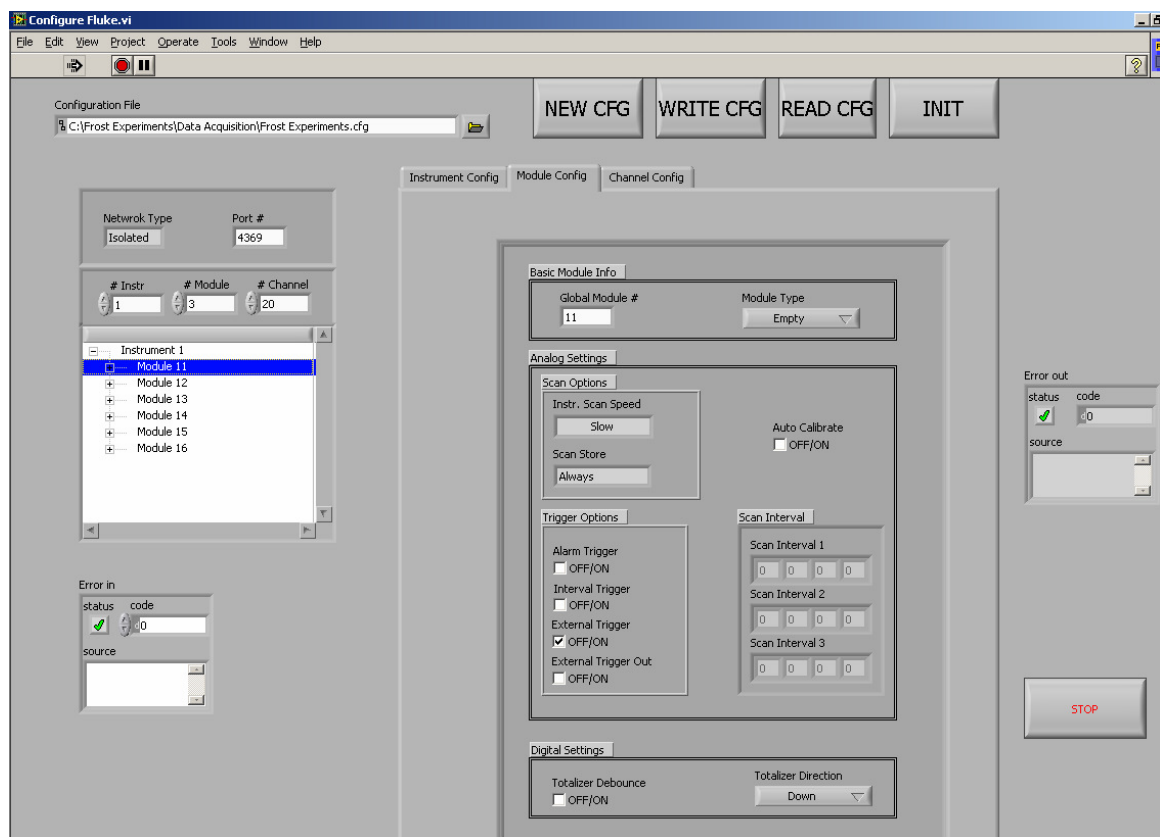 Configure Fluke.vi
File Edit View Project Operate Tools Window Help
Configuration File
C:\Frost Experiments\Data Acquisition\Frost Experiments.cfg
NEW CFG WRITE CFG READ CFG INIT
Instrument Config Module Config Channel Config
Netwrok Type Port #
Isolated 4369
# Instr # Module # Channel
1 3 20
Instrument 1
Module 11
Module 12
Module 13
Module 14
Module 15
Module 16
Error in
status code
d0
source
Basic Module Info
Global Module # Module Type
11 Empty
Analog Settings
Scan Options
Instr. Scan Speed
Slow
Scan Store
Always
Auto Calibrate
OFF/ON
Trigger Options
Alarm Trigger
OFF/ON
Interval Trigger
OFF/ON
External Trigger
OFF/ON
External Trigger Out
OFF/ON
Scan Interval
Scan Interval 1
0 0 0 0
Scan Interval 2
0 0 0 0
Scan Interval 3
0 0 0 0
Digital Settings
Totalizer Debounce Totalizer Direction
OFF/ON Down
Error out
status code
d0
source
STOP